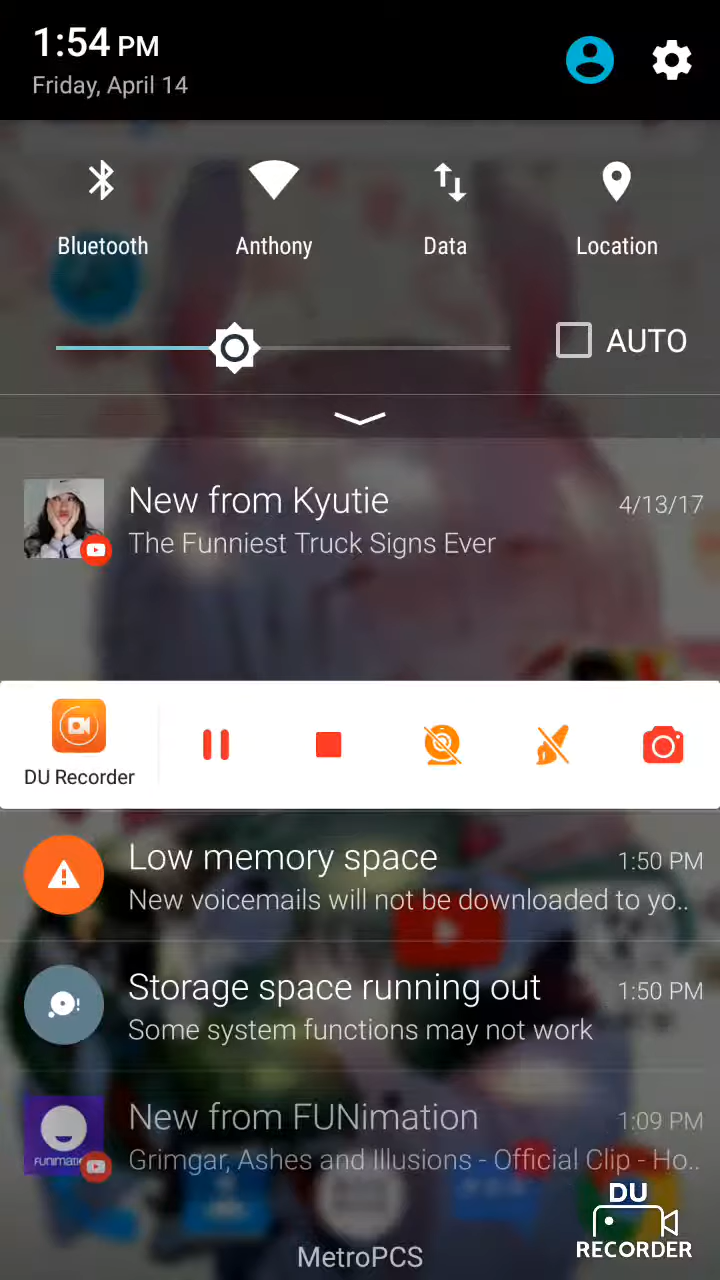 1:54 PM
Friday, April 14
Bluetooth
Anthony
Data
Location
AUTO
New from Kyutie
4/13/17
The Funniest Truck Signs Ever
DU Recorder
Low memory space
1:50 PM
New voicemails will not be downloaded to yo..
Storage space running out
1:50 PM
Some system functions may not work
New from FUNimation
1:09 PM
Grimgar, Ashes and Illusions - Official Clip - Ho..
MetroPCS
DU
RECORDER